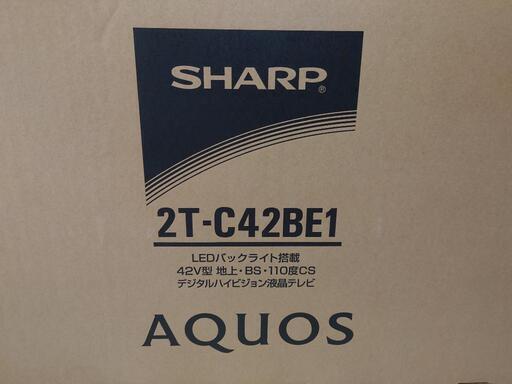 SHARP®
2T-C42BE1
LEDバックライト搭載
42V型 地上・BS・110度CS
デジタルハイビジョン液晶テレビ
AQUOS